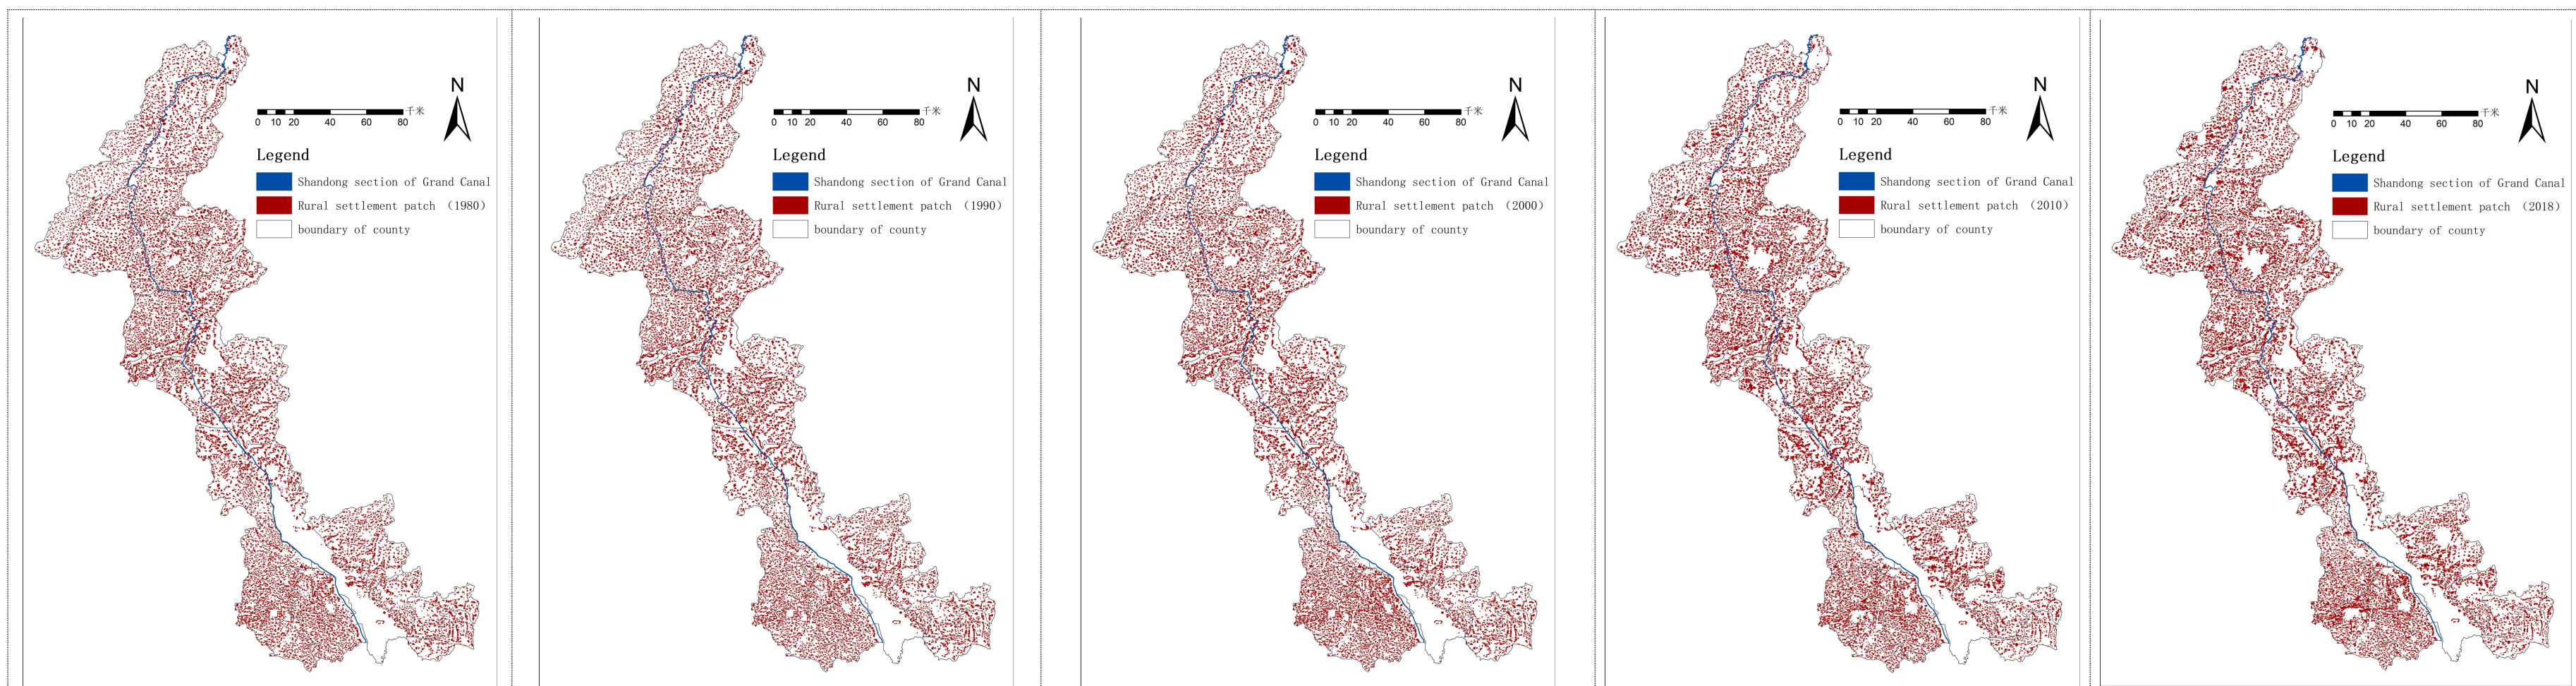 N
千米
0 10 20 40 60 80
Legend
Shandong section of Grand Canal
Rural settlement patch （1980）
boundary of county
N
千米
0 10 20 40 60 80
Legend
Shandong section of Grand Canal
Rural settlement patch （1990）
boundary of county
N
千米
0 10 20 40 60 80
Legend
Shandong section of Grand Canal
Rural settlement patch （2000）
boundary of county
N
千米
0 10 20 40 60 80
Legend
Shandong section of Grand Canal
Rural settlement patch （2010）
boundary of county
N
千米
0 10 20 40 60 80
Legend
Shandong section of Grand Canal
Rural settlement patch （2018）
boundary of county